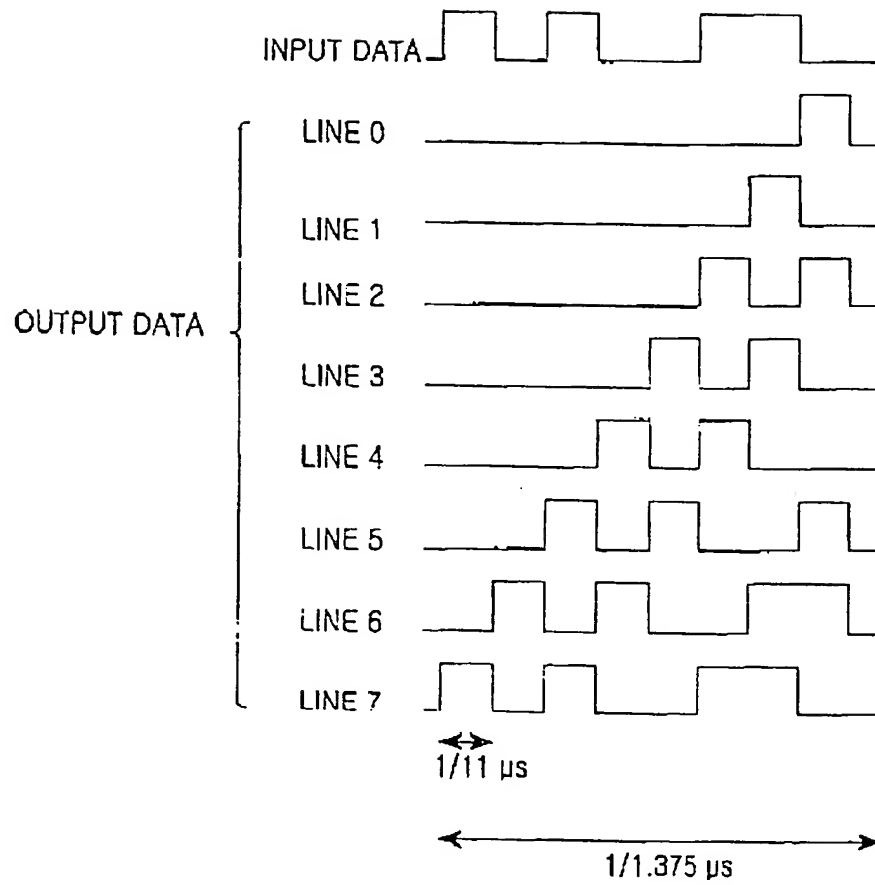 INPUT DATA
LINE 0
LINE 1
LINE 2
OUTPUT DATA
LINE 3
LINE 4
LINE 5
LINE 6
LINE 7
1/11 µs
1/1.375 µs